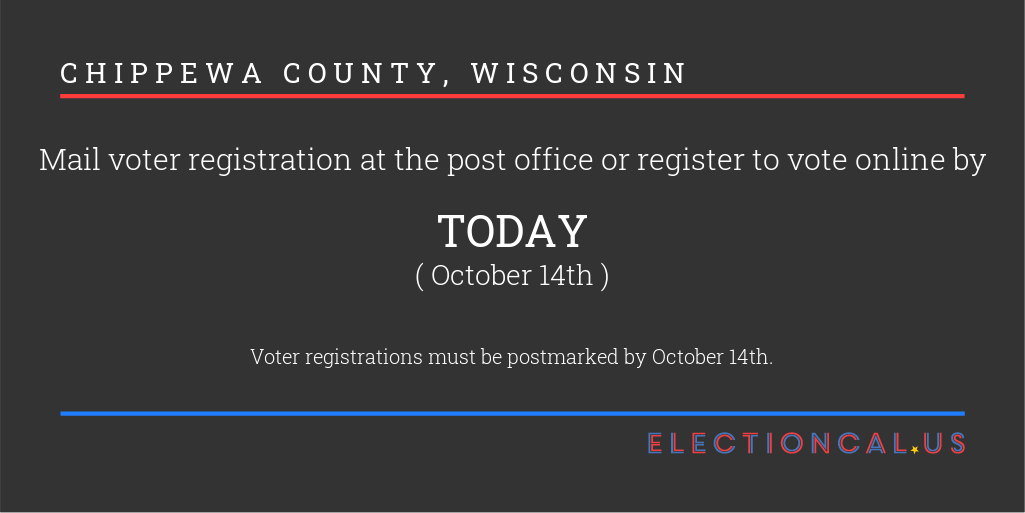 CHIPPEWA COUNTY, WISCONSIN
Mail voter registration at the post office or register to vote online by
TODAY
( October 14th )
Voter registrations must be postmarked by October 14th.
ELECTIONCAL.US